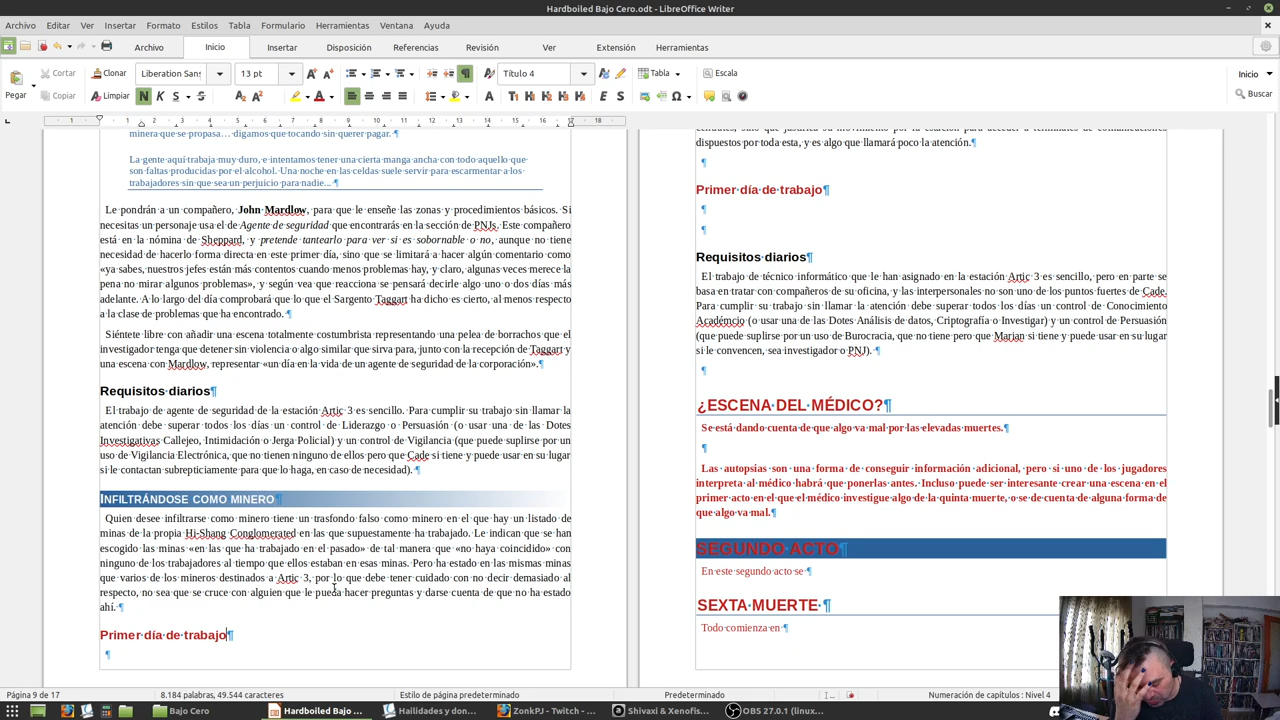 Hardboiled Bajo Cero.odt - LibreOffice Writer
Archivo Editar Ver Insertar Formato Estilos Tabla Formulario Herramientas Ventana Ayuda
Archivo Inicio Insertar Disposición Referencias Revisión Ver Extensión Herramientas
Cortar Clonar Liberation Sans 13 pt Título 4 Tabla Escala Inicio
Pegar Copiar Limpiar Buscar
minera que se propasa… digamos que tocando sin querer pagar.¶
La gente aquí trabaja muy duro, e intentamos tener una cierta manga ancha con todo aquello que
son faltas producidas por el alcohol. Una noche en las celdas suele servir para escarmentar a los
trabajadores sin que sea un perjuicio para nadie... ¶
Le pondrán a un compañero, John Mardlow, para que le enseñe las zonas y procedimientos básicos. Si
necesitas un personaje usa el de Agente de seguridad que encontrarás en la sección de PNJs. Este compañero
está en la nómina de Sheppard, y pretende tantearlo para ver si es sobornable o no, aunque no tiene
necesidad de hacerlo forma directa en este primer día, sino que se limitará a hacer algún comentario como
«ya sabes, nuestros jefes están más contentos cuando menos problemas hay, y claro, algunas veces merece la
pena no mirar algunos problemas», y según vea que reacciona se pensará decirle algo uno o dos días más
adelante. A lo largo del día comprobará que lo que el Sargento Taggart ha dicho es cierto, al menos respecto
a la clase de problemas que ha encontrado. ¶
Siéntete libre con añadir una escena totalmente costumbrista representando una pelea de borrachos que el
investigador tenga que detener sin violencia o algo similar que sirva para, junto con la recepción de Taggart y
una escena con Mardlow, representar «un día en la vida de un agente de seguridad de la corporación».¶
Requisitos diarios¶
El trabajo de agente de seguridad de la estación Artic 3 es sencillo. Para cumplir su trabajo sin llamar la
atención debe superar todos los días un control de Liderazgo o Persuasión (o usar una de las Dotes
Investigativas Callejeo, Intimidación o Jerga Policial) y un control de Vigilancia (que puede suplirse por un
uso de Vigilancia Electrónica, que no tienen ninguno de ellos pero que Cade si tiene y puede usar en su lugar
si le contactan subrepticiamente para que lo haga, en caso de necesidad). ¶
INFILTRÁNDOSE COMO MINERO¶
Quien desee infiltrarse como minero tiene un trasfondo falso como minero en el que hay un listado de
minas de la propia Hi-Shang Conglomerated en las que supuestamente ha trabajado. Le indican que se han
escogido las minas «en las que ha trabajado en el pasado» de tal manera que «no haya coincidido» con
ninguno de los trabajadores al tiempo que ellos estaban en esas minas. Pero ha estado en las mismas minas
que varios de los mineros destinados a Artic 3, por lo que debe tener cuidado con no decir demasiado al
respecto, no sea que se cruce con alguien que le pueda hacer preguntas y darse cuenta de que no ha estado
ahí. ¶
Primer día de trabajo¶
¶
dispuestos por toda esta, y es algo que llamará poco la atención.¶
¶
Primer día de trabajo¶
¶
¶
Requisitos diarios¶
El trabajo de técnico informático que le han asignado en la estación Artic 3 es sencillo, pero en parte se
basa en tratar con compañeros de su oficina, y las interpersonales no son uno de los puntos fuertes de Cade.
Para cumplir su trabajo sin llamar la atención debe superar todos los días un control de Conocimiento
Académcio (o usar una de las Dotes Análisis de datos, Criptografía o Investigar) y un control de Persuasión
(que puede suplirse por un uso de Burocracia, que no tiene pero que Marian si tiene y puede usar en su lugar
si le convencen, sea investigador o PNJ). ¶
¶
¿ESCENA DEL MÉDICO?¶
Se está dando cuenta de que algo va mal por las elevadas muertes.¶
¶
Las autopsias son una forma de conseguir información adicional, pero si uno de los jugadores
interpreta al médico habrá que ponerlas antes. Incluso puede ser interesante crear una escena en el
primer acto en el que el médico investigue algo de la quinta muerte, o se de cuenta de alguna forma de
que algo va mal.¶
SEGUNDO ACTO¶
En este segundo acto se ¶
SEXTA MUERTE ¶
Todo comienza en ¶
Página 9 de 17 8.184 palabras, 49.544 caracteres Estilo de página predeterminado Predeterminado Numeración de capítulos : Nivel 4
Bajo Cero Hardboiled Bajo ... Hailidades y don... ZonkPJ - Twitch - ... Shivaxi & Xenofis... OBS 27.0.1 (linux...